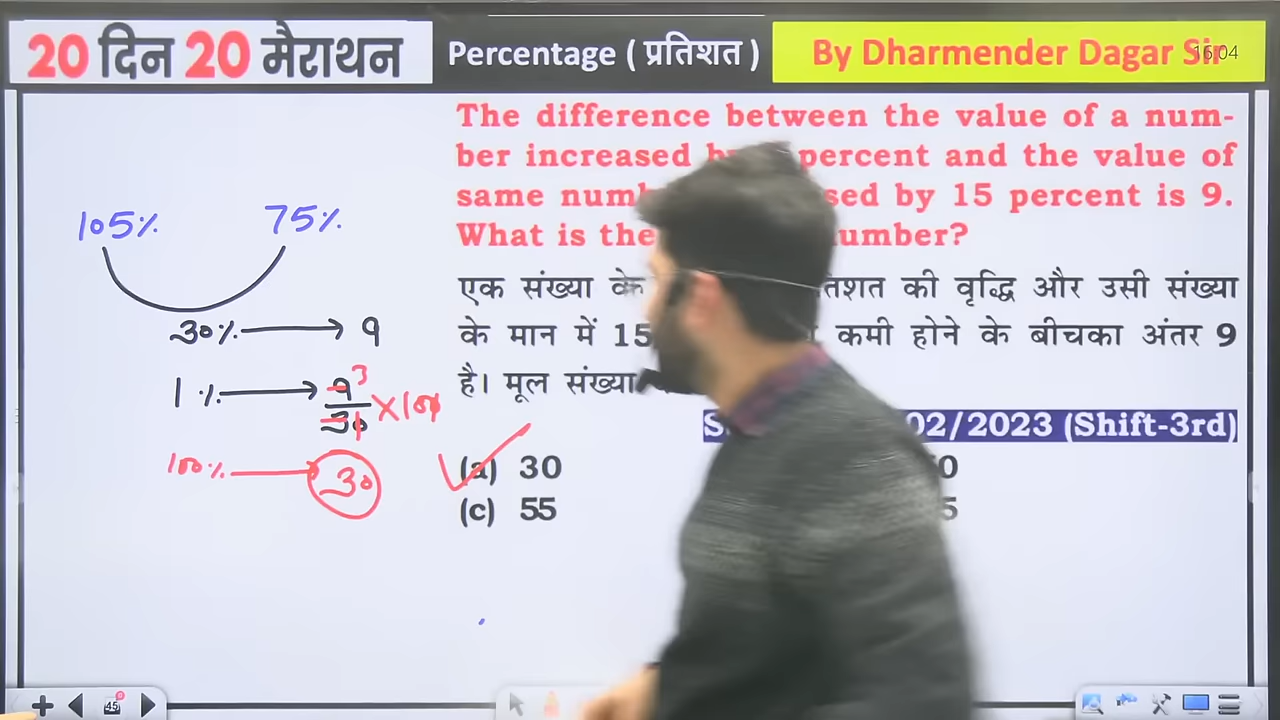 20 दिन 20 मैराथन
Percentage ( प्रतिशत )
By Dharmender Dagar Sir
16:04
The difference between the value of a num-
ber increased percent and the value of
same by 15 percent is 9.
What is the
एक संख्या के की वृद्धि और उसी संख्या
के मान में 15 कमी होने के बीचका अंतर 9
है। मूल संख्या
02/2023 (Shift-3rd)
(a) 30
(c) 55
105% 75%
30% → 9
1% → 9/30 × 100
3
100% → 30
45